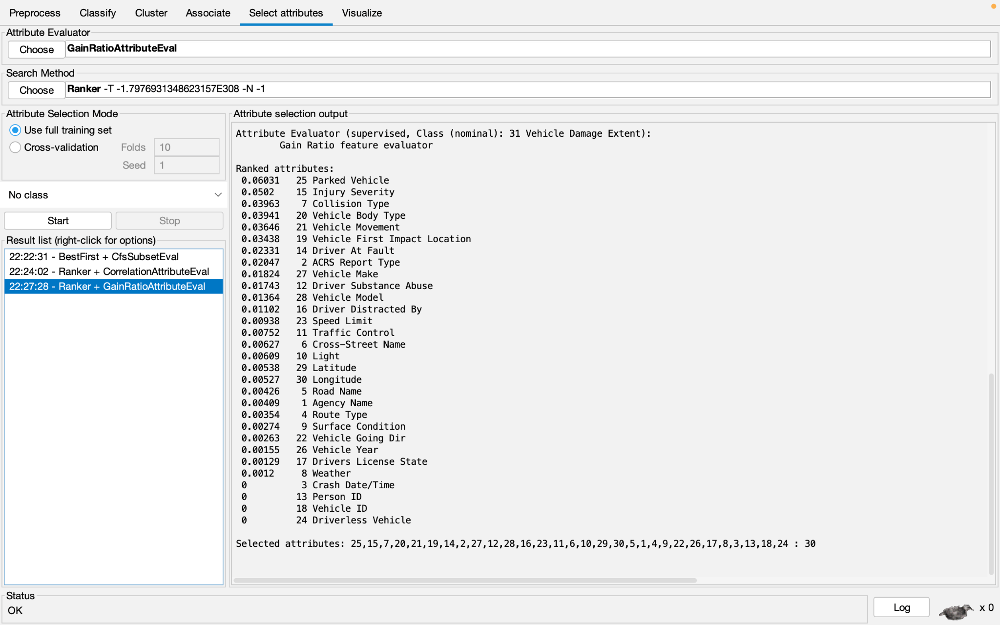 Preprocess Classify Cluster Associate Select attributes Visualize
Attribute Evaluator
Choose GainRatioAttributeEval
Search Method
Choose Ranker -T -1.7976931348623157E308 -N -1
Attribute Selection Mode
Use full training set
Cross-validation Folds 10
Seed 1
No class
Start Stop
Result list (right-click for options)
22:22:31 - BestFirst + CfsSubsetEval
22:24:02 - Ranker + CorrelationAttributeEval
22:27:28 - Ranker + GainRatioAttributeEval
Attribute selection output
Attribute Evaluator (supervised, Class (nominal): 31 Vehicle Damage Extent):
Gain Ratio feature evaluator
Ranked attributes:
0.06031 25 Parked Vehicle
0.0502 15 Injury Severity
0.03963 7 Collision Type
0.03941 20 Vehicle Body Type
0.03646 21 Vehicle Movement
0.03438 19 Vehicle First Impact Location
0.02331 14 Driver At Fault
0.02047 2 ACRS Report Type
0.01824 27 Vehicle Make
0.01743 12 Driver Substance Abuse
0.01364 28 Vehicle Model
0.01102 16 Driver Distracted By
0.00938 23 Speed Limit
0.00752 11 Traffic Control
0.00627 6 Cross-Street Name
0.00609 10 Light
0.00538 29 Latitude
0.00527 30 Longitude
0.00426 5 Road Name
0.00409 1 Agency Name
0.00354 4 Route Type
0.00274 9 Surface Condition
0.00263 22 Vehicle Going Dir
0.00155 26 Vehicle Year
0.00129 17 Drivers License State
0.0012 8 Weather
0 3 Crash Date/Time
0 13 Person ID
0 18 Vehicle ID
0 24 Driverless Vehicle
Selected attributes: 25,15,7,20,21,19,14,2,27,12,28,16,23,11,6,10,29,30,5,1,4,9,22,26,17,8,3,13,18,24 : 30
Status
OK
Log x 0